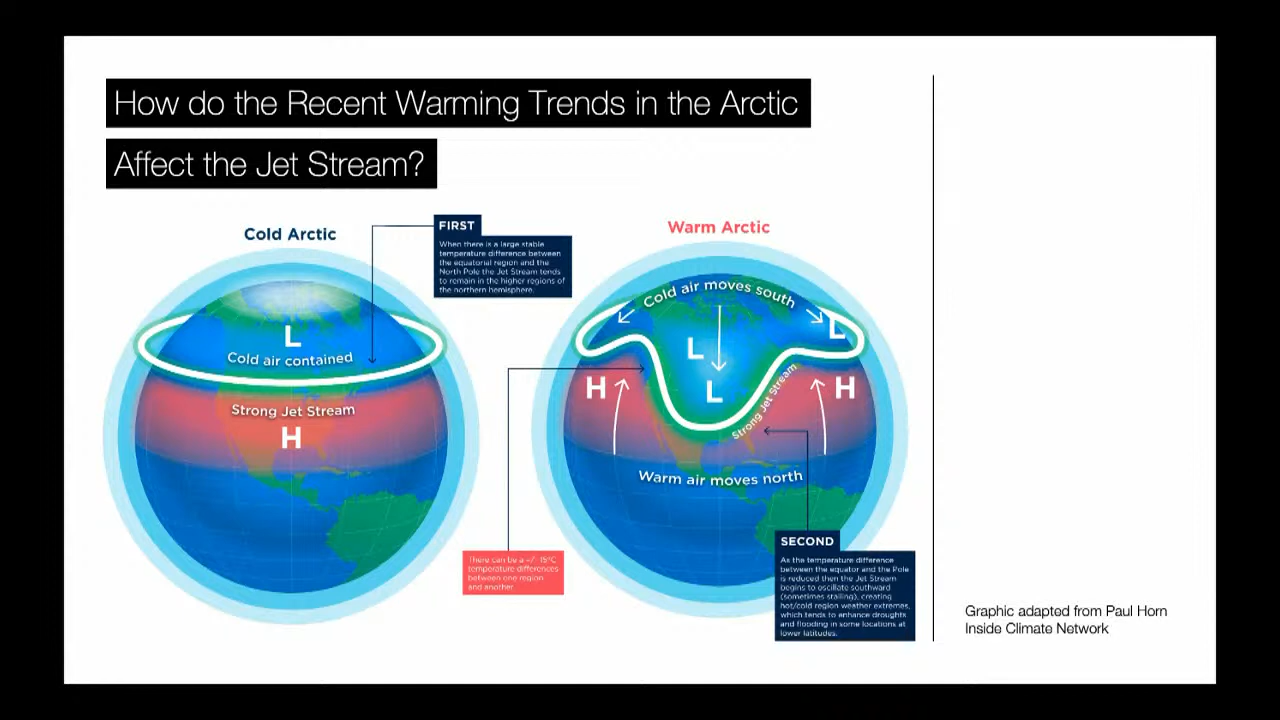 How do the Recent Warming Trends in the Arctic
Affect the Jet Stream?
Cold Arctic
L
Cold air contained
Strong Jet Stream
H
FIRST
When there is a large stable
temperature difference between
the equatorial region and the
North Pole the Jet Stream tends
to remain in the higher regions of
the northern hemisphere.
Warm Arctic
Cold air moves south
L
L
L
H
H
Strong Jet Stream
Warm air moves north
There can be a +/- 15°C
temperature differences
between one region
and another.
SECOND
As the temperature difference
between the equator and the Pole
is reduced then the Jet Stream
begins to oscillate southward
(sometimes stalling), creating
hot/cold region weather extremes,
which tends to enhance droughts
and flooding in some locations at
lower latitudes.
Graphic adapted from Paul Horn
Inside Climate Network